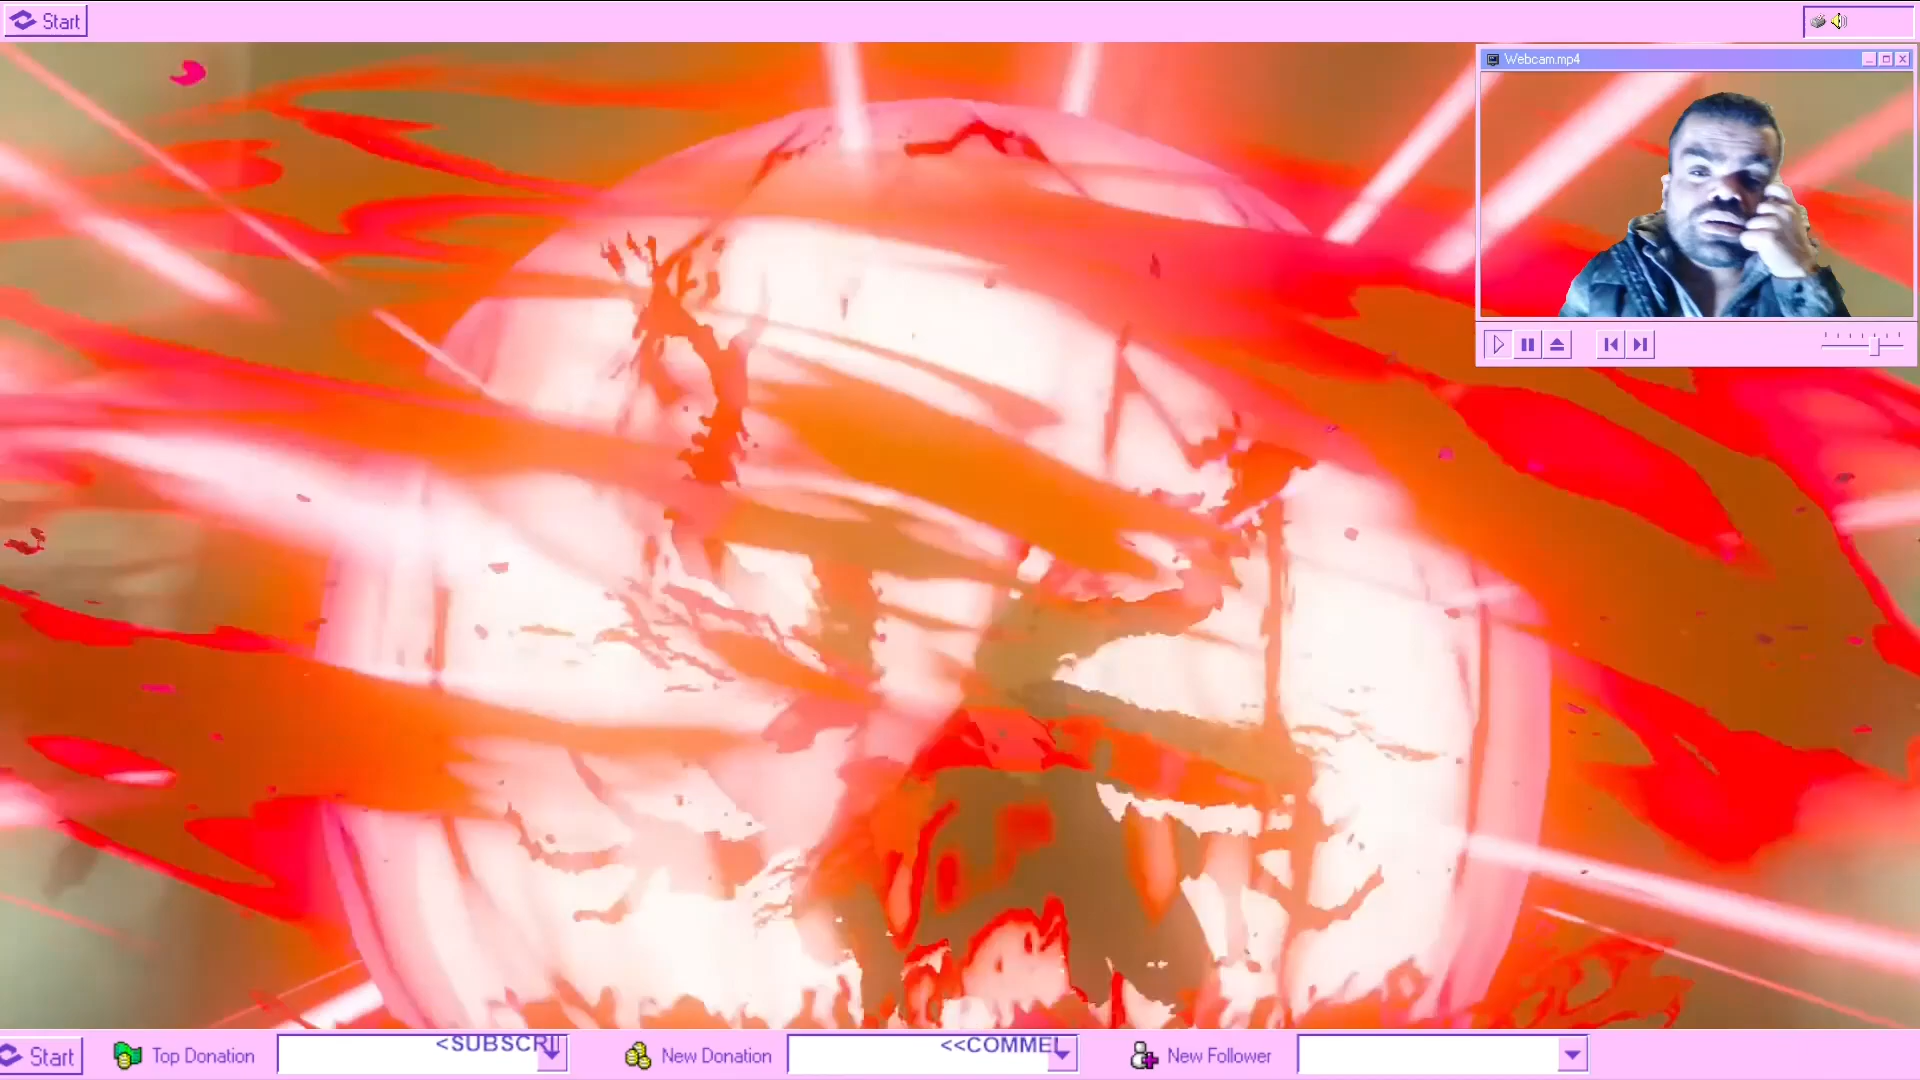 Start
Webcam.mp4
Start
Top Donation
<SUBSCRI
New Donation
<<COMME
New Follower